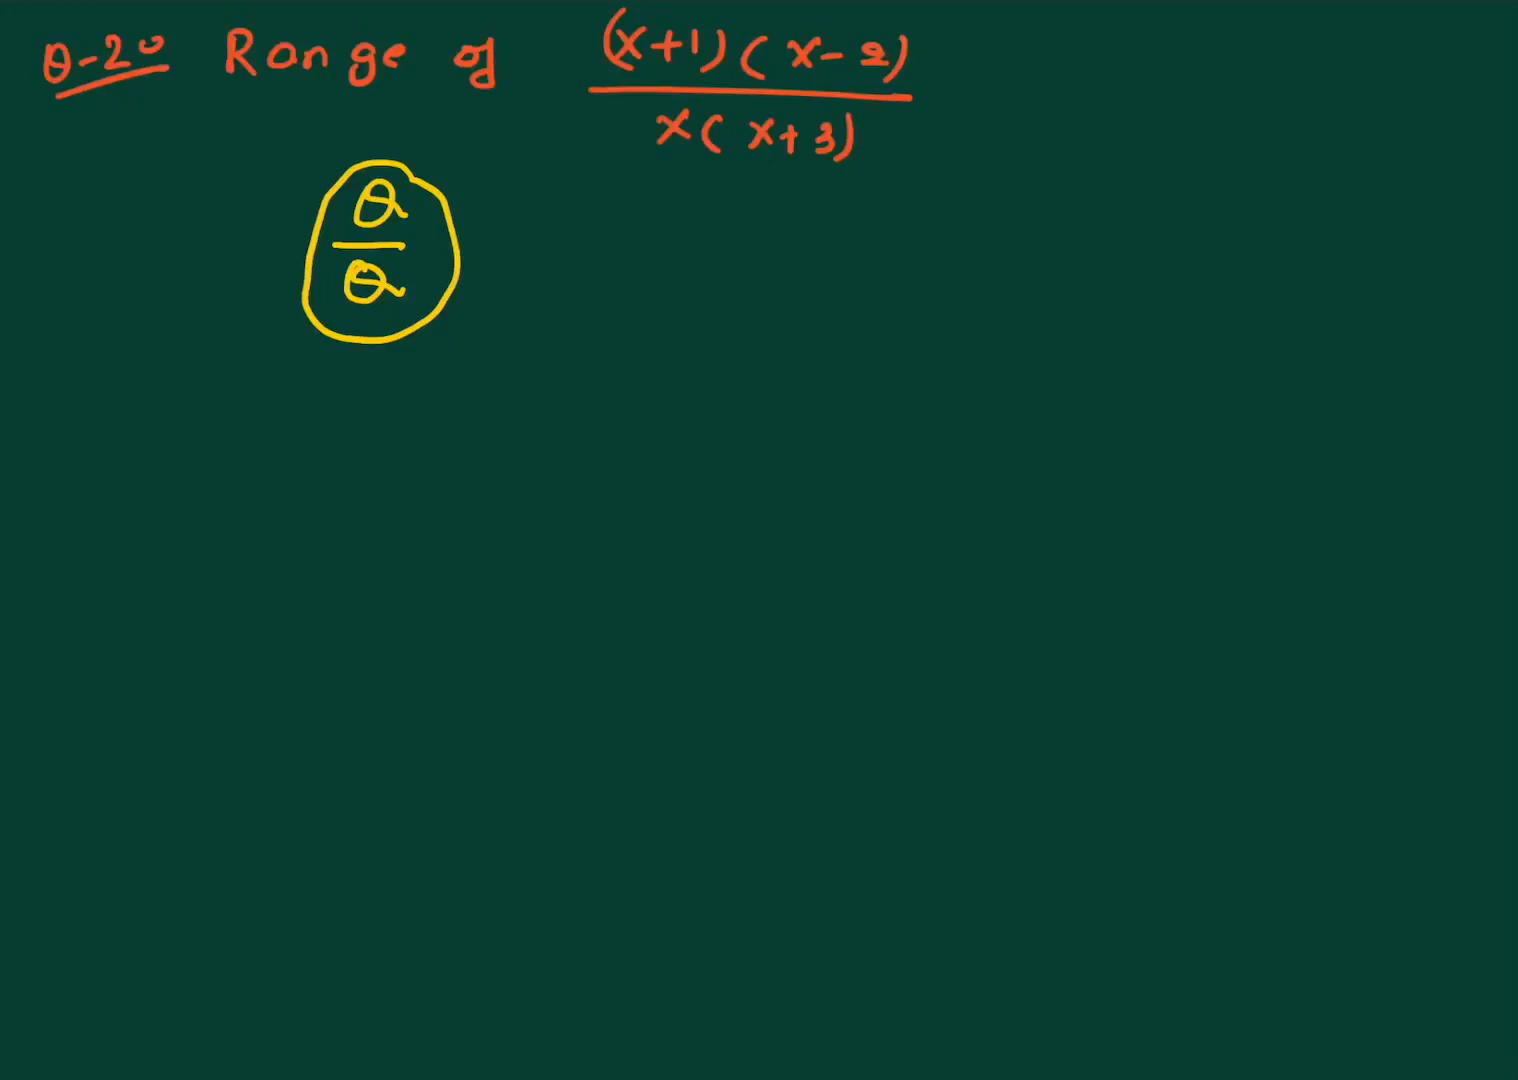 Q-20 Range of (x+1)(x-2)
x(x+3)
Q
Q